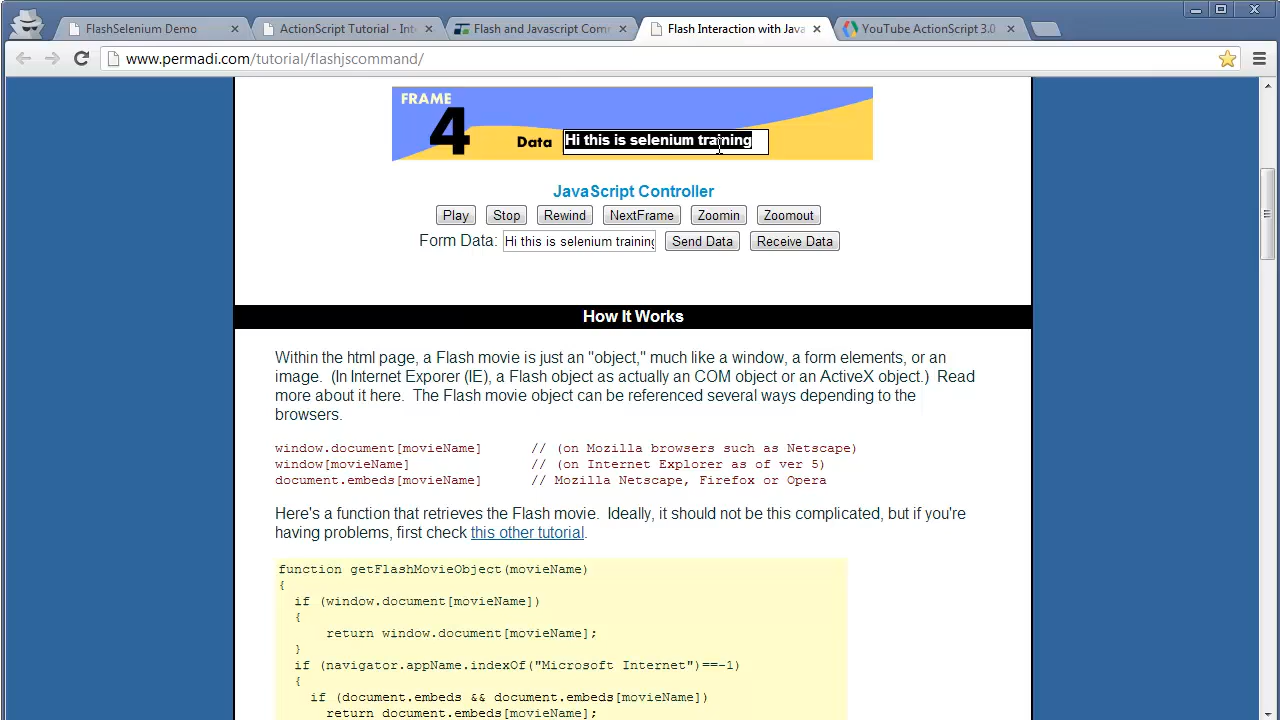 FlashSelenium Demo
ActionScript Tutorial - Int
Flash and Javascript Comm
Flash Interaction with Java
YouTube ActionScript 3.0
www.permadi.com/tutorial/flashjscommand/
FRAME
4
Data
Hi this is selenium training
JavaScript Controller
Play Stop Rewind NextFrame Zoomin Zoomout
Form Data: Hi this is selenium training Send Data Receive Data
How It Works
Within the html page, a Flash movie is just an "object," much like a window, a form elements, or an
image.  (In Internet Exporer (IE), a Flash object as actually an COM object or an ActiveX object.)  Read
more about it here.  The Flash movie object can be referenced several ways depending to the
browsers.
window.document[movieName]      // (on Mozilla browsers such as Netscape)
window[movieName]               // (on Internet Explorer as of ver 5)
document.embeds[movieName]      // Mozilla Netscape, Firefox or Opera
Here's a function that retrieves the Flash movie.  Ideally, it should not be this complicated, but if you're
having problems, first check this other tutorial.
function getFlashMovieObject(movieName)
{
  if (window.document[movieName])
  {
      return window.document[movieName];
  }
  if (navigator.appName.indexOf("Microsoft Internet")==-1)
  {
    if (document.embeds && document.embeds[movieName])
      return document.embeds[movieName];